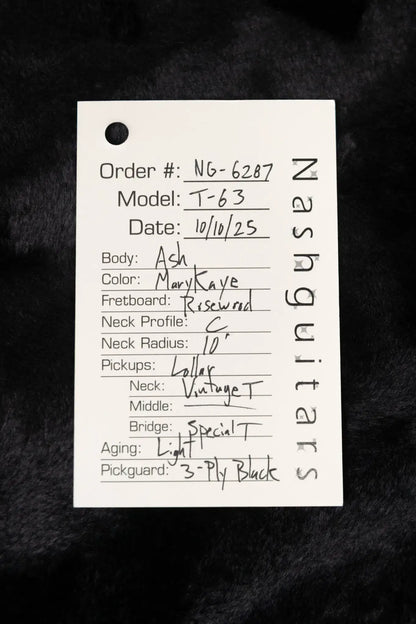 Order #: NG-6287
Model: T-63
Date: 10/10/25
Body: Ash
Color: MaryKaye
Fretboard: Rosewood
Neck Profile: C
Neck Radius: 10"
Pickups: Lollar
Neck: Vintage T
Middle: —
Bridge: Special T
Aging: Light
Pickguard: 3-Ply Black
Nashguitars